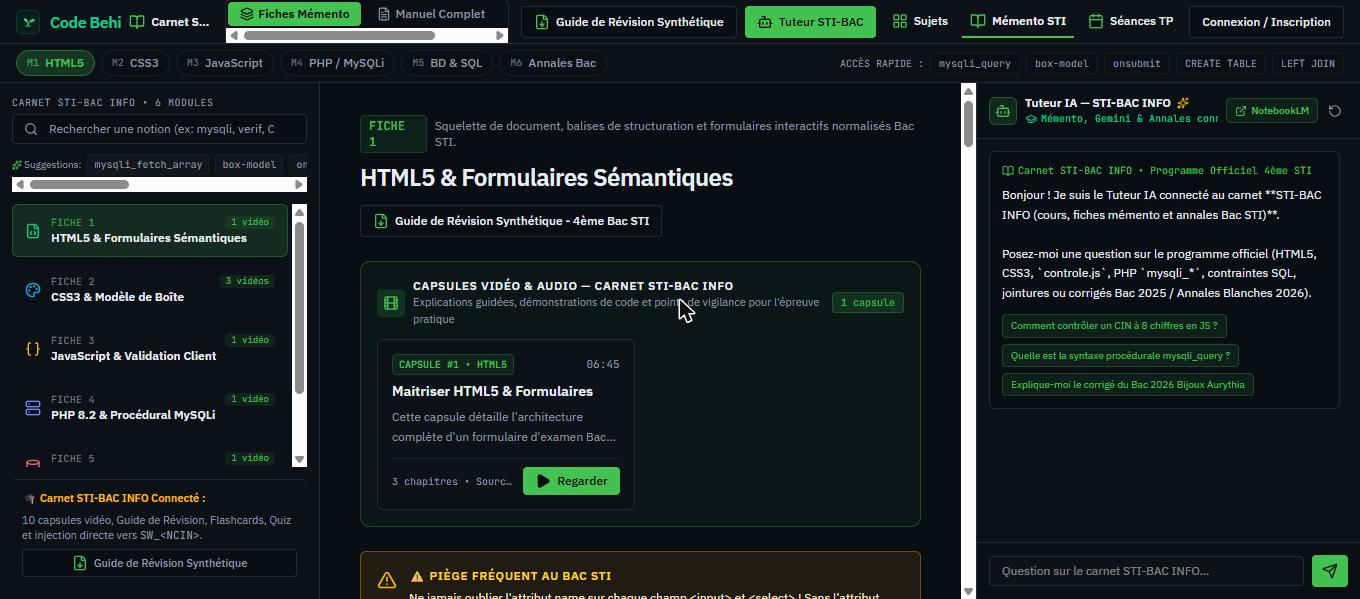 Code Behi
Carnet S...
Fiches Mémento
Manuel Complet
Guide de Révision Synthétique
Tuteur STI-BAC
Sujets
Mémento STI
Séances TP
Connexion / Inscription
M1 HTML5
M2 CSS3
M3 JavaScript
M4 PHP / MySQLi
M5 BD & SQL
M6 Annales Bac
ACCÈS RAPIDE :
mysqli_query
box-model
onsubmit
CREATE TABLE
LEFT JOIN
CARNET STI-BAC INFO • 6 MODULES
Rechercher une notion (ex: mysqli, verif, C
Suggestions:
mysqli_fetch_array
box-model
on
FICHE 1
1 vidéo
HTML5 & Formulaires Sémantiques
FICHE 2
3 vidéos
CSS3 & Modèle de Boîte
FICHE 3
1 vidéo
JavaScript & Validation Client
FICHE 4
1 vidéo
PHP 8.2 & Procédural MySQLi
FICHE 5
1 vidéo
Carnet STI-BAC INFO Connecté :
10 capsules vidéo, Guide de Révision, Flashcards, Quiz
et injection directe vers SW_<NCIN>.
Guide de Révision Synthétique
FICHE
1
Squelette de document, balises de structuration et formulaires interactifs normalisés Bac
STI.
HTML5 & Formulaires Sémantiques
Guide de Révision Synthétique - 4ème Bac STI
CAPSULES VIDÉO & AUDIO — CARNET STI-BAC INFO
Explications guidées, démonstrations de code et points de vigilance pour l'épreuve
pratique
1 capsule
CAPSULE #1 • HTML5
06:45
Maitriser HTML5 & Formulaires
Cette capsule détaille l'architecture
complète d'un formulaire d'examen Bac...
3 chapitres • Sourc…
Regarder
PIÈGE FRÉQUENT AU BAC STI
Ne jamais oublier l'attribut name sur chaque champ <input> et <select> ! Sans l'attribut
Tuteur IA — STI-BAC INFO
Mémento, Gemini & Annales conn
NotebookLM
Carnet STI-BAC INFO • Programme Officiel 4ème STI
Bonjour ! Je suis le Tuteur IA connecté au carnet **STI-BAC
INFO (cours, fiches mémento et annales Bac STI)**.
Posez-moi une question sur le programme officiel (HTML5,
CSS3, `controle.js`, PHP `mysqli_*`, contraintes SQL,
jointures ou corrigés Bac 2025 / Annales Blanches 2026).
Comment contrôler un CIN à 8 chiffres en JS ?
Quelle est la syntaxe procédurale mysqli_query ?
Explique-moi le corrigé du Bac 2026 Bijoux Aurythia
Question sur le carnet STI-BAC INFO...